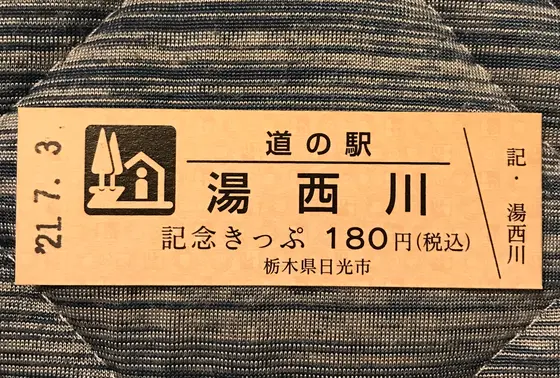 '21.7.3
道の駅
湯西川
記念きっぷ 180円(税込)
栃木県日光市
記・湯西川